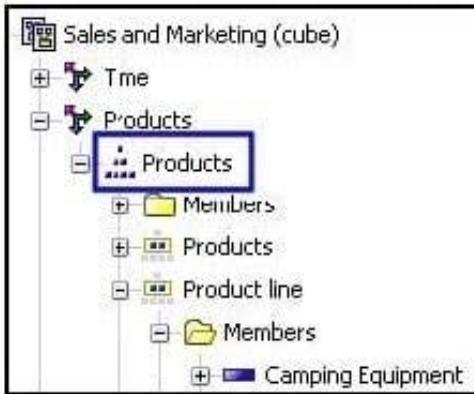 Sales and Marketing (cube)
Tme
Products
Products
Members
Products
Product line
Members
Camping Equipment